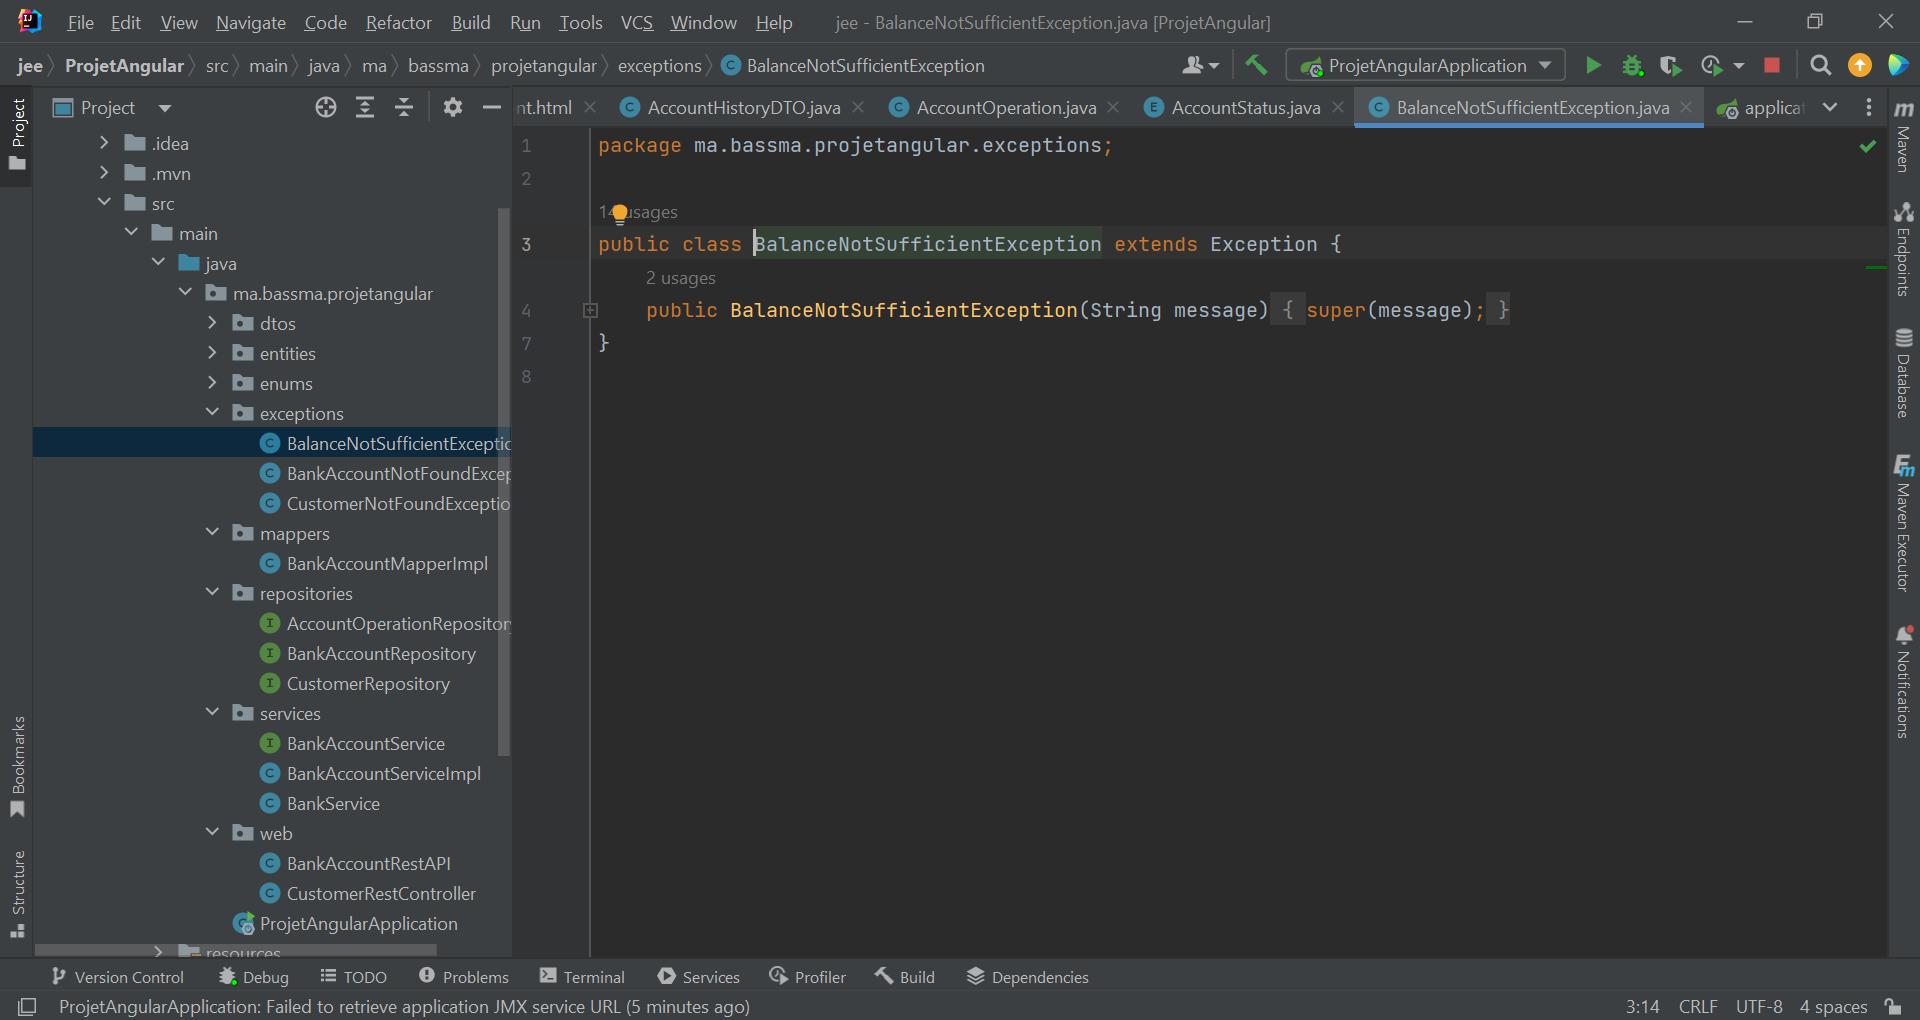 File Edit View Navigate Code Refactor Build Run Tools VCS Window Help jee - BalanceNotSufficientException.java [ProjetAngular]
jee ProjetAngular src main java ma bassma projetangular exceptions BalanceNotSufficientException ProjetAngularApplication
Project
nt.html AccountHistoryDTO.java AccountOperation.java AccountStatus.java BalanceNotSufficientException.java applicat
.idea
.mvn
src
main
java
ma.bassma.projetangular
dtos
entities
enums
exceptions
BalanceNotSufficientExceptic
BankAccountNotFoundExcep
CustomerNotFoundExceptio
mappers
BankAccountMapperImpl
repositories
AccountOperationRepository
BankAccountRepository
CustomerRepository
services
BankAccountService
BankAccountServiceImpl
BankService
web
BankAccountRestAPI
CustomerRestController
ProjetAngularApplication
resources
1 package ma.bassma.projetangular.exceptions;
2
14 usages
3 public class BalanceNotSufficientException extends Exception {
2 usages
4 public BalanceNotSufficientException(String message) { super(message); }
7 }
8
Project
Bookmarks
Structure
Maven
Endpoints
Database
Maven Executor
Notifications
Version Control Debug TODO Problems Terminal Services Profiler Build Dependencies
ProjetAngularApplication: Failed to retrieve application JMX service URL (5 minutes ago) 3:14 CRLF UTF-8 4 spaces